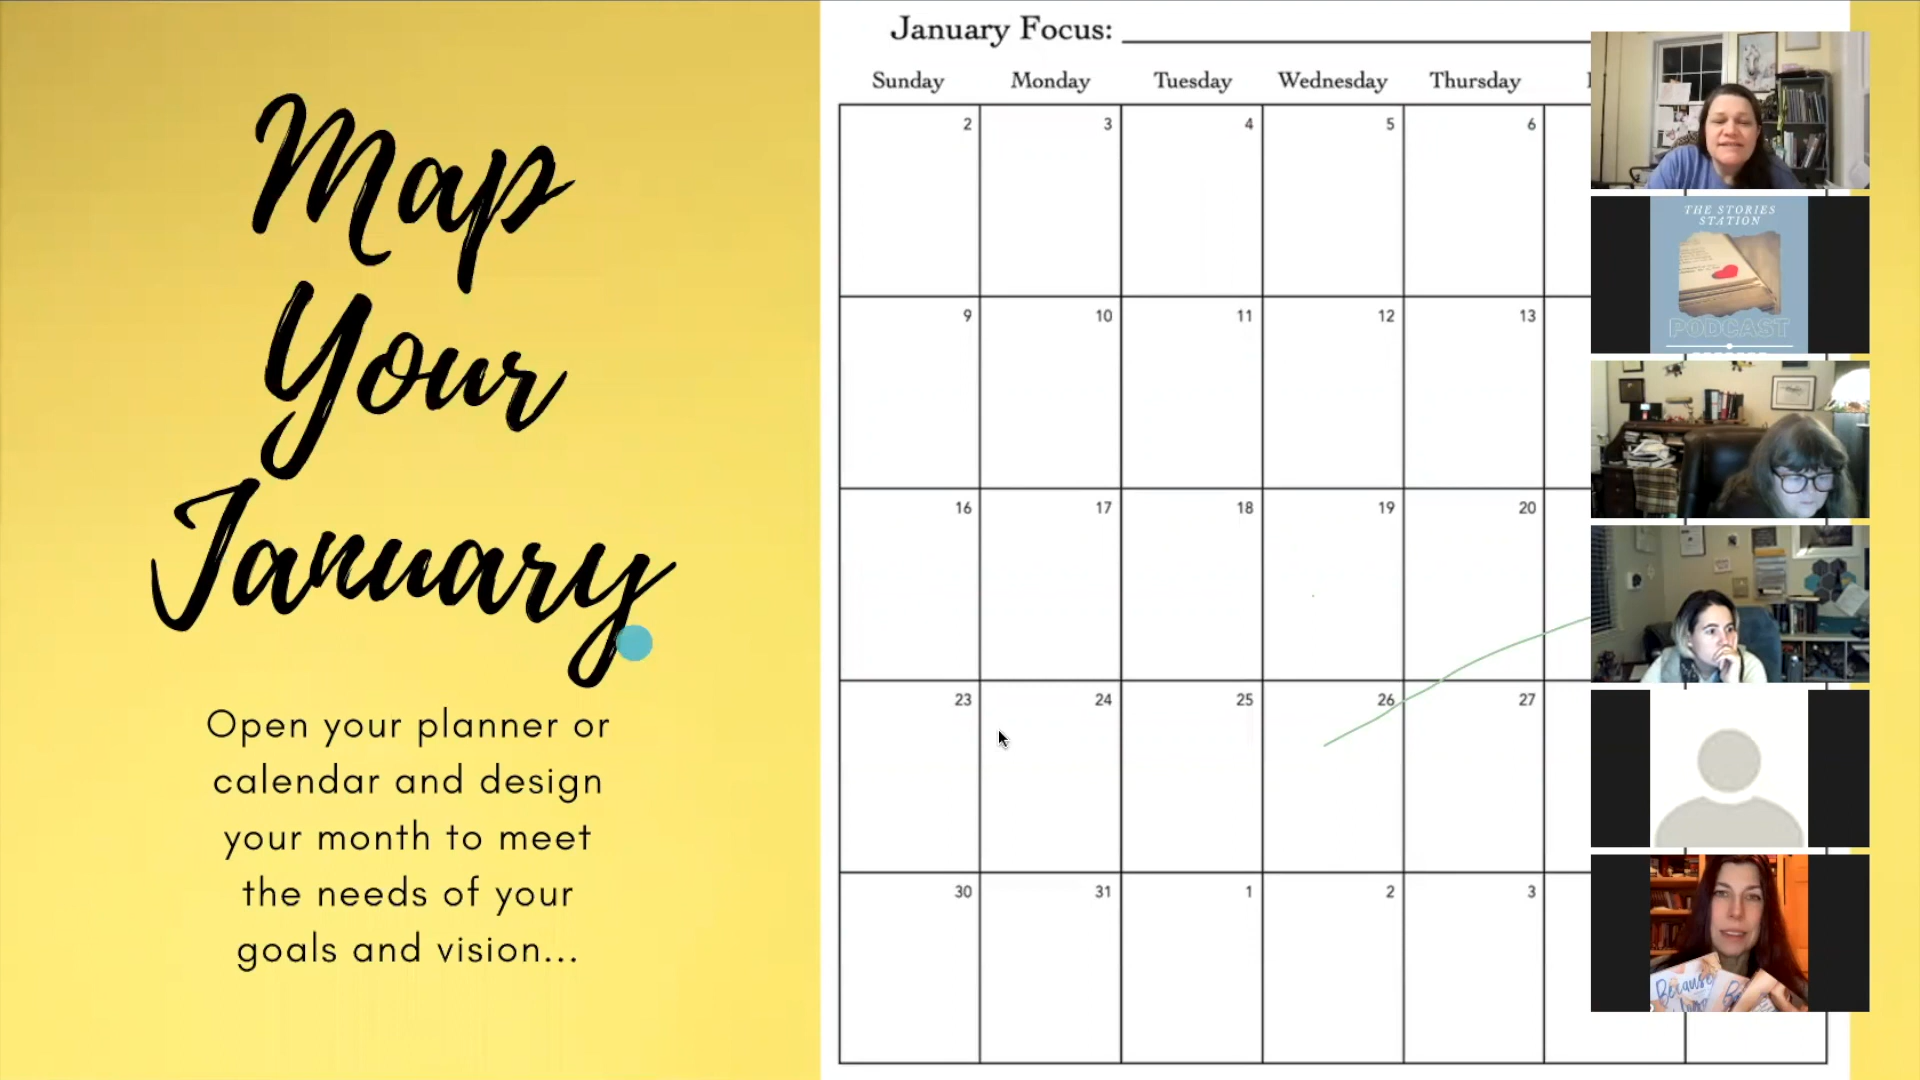 Map
Your
January
Open your planner or
calendar and design
your month to meet
the needs of your
goals and vision...
January Focus:
Sunday Monday Tuesday Wednesday Thursday
2 3 4 5 6
9 10 11 12 13
16 17 18 19 20
23 24 25 26 27
30 31 1 2 3
THE STORIES
STATION
PODCAST
Because